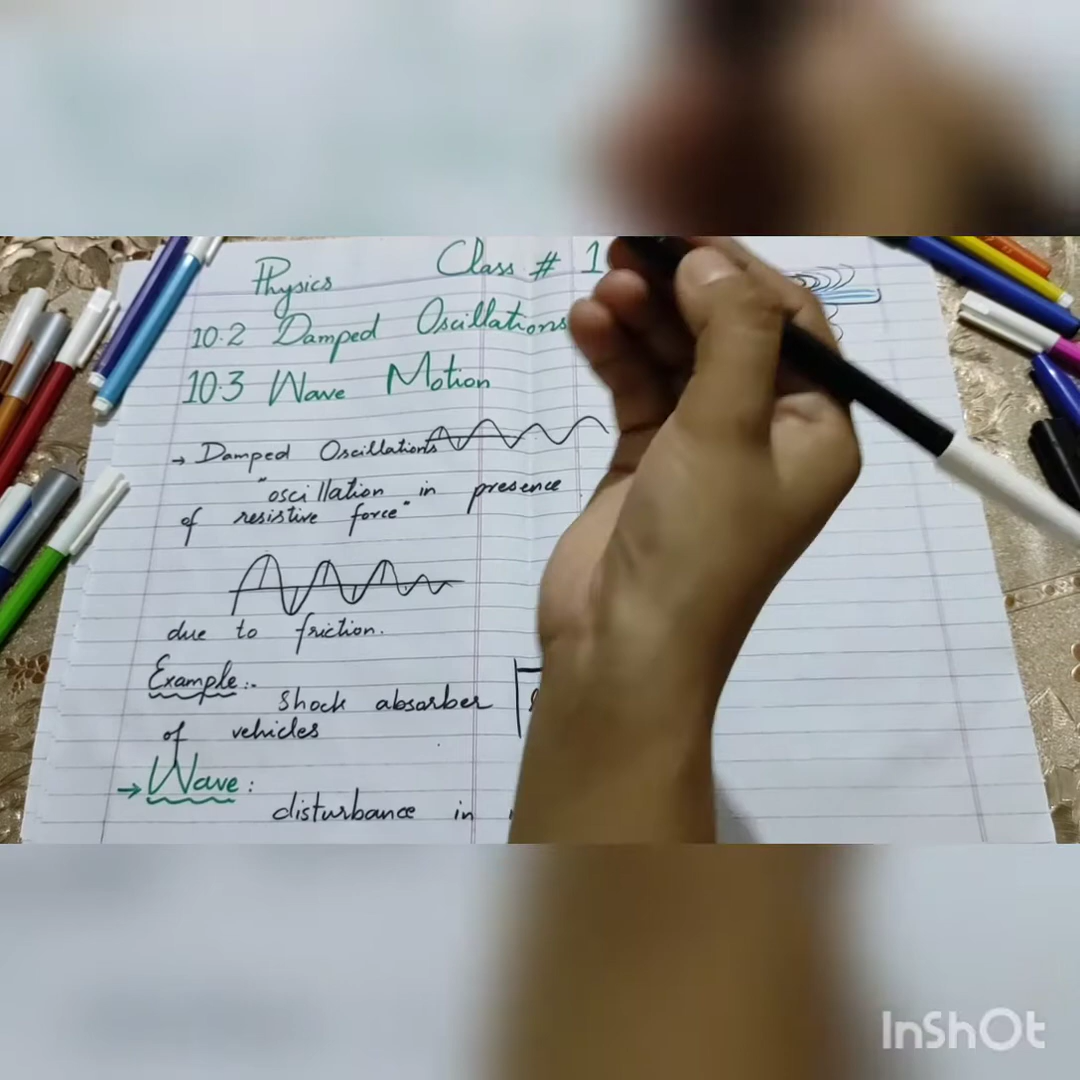 Physics Class # 1
10.2 Damped Oscillations
10.3 Wave Motion
→ Damped Oscillations
"oscillation in presence
of resistive force"
due to friction.
Example:-
Shock absorber
of vehicles
→ Wave:
disturbance in
InShOt